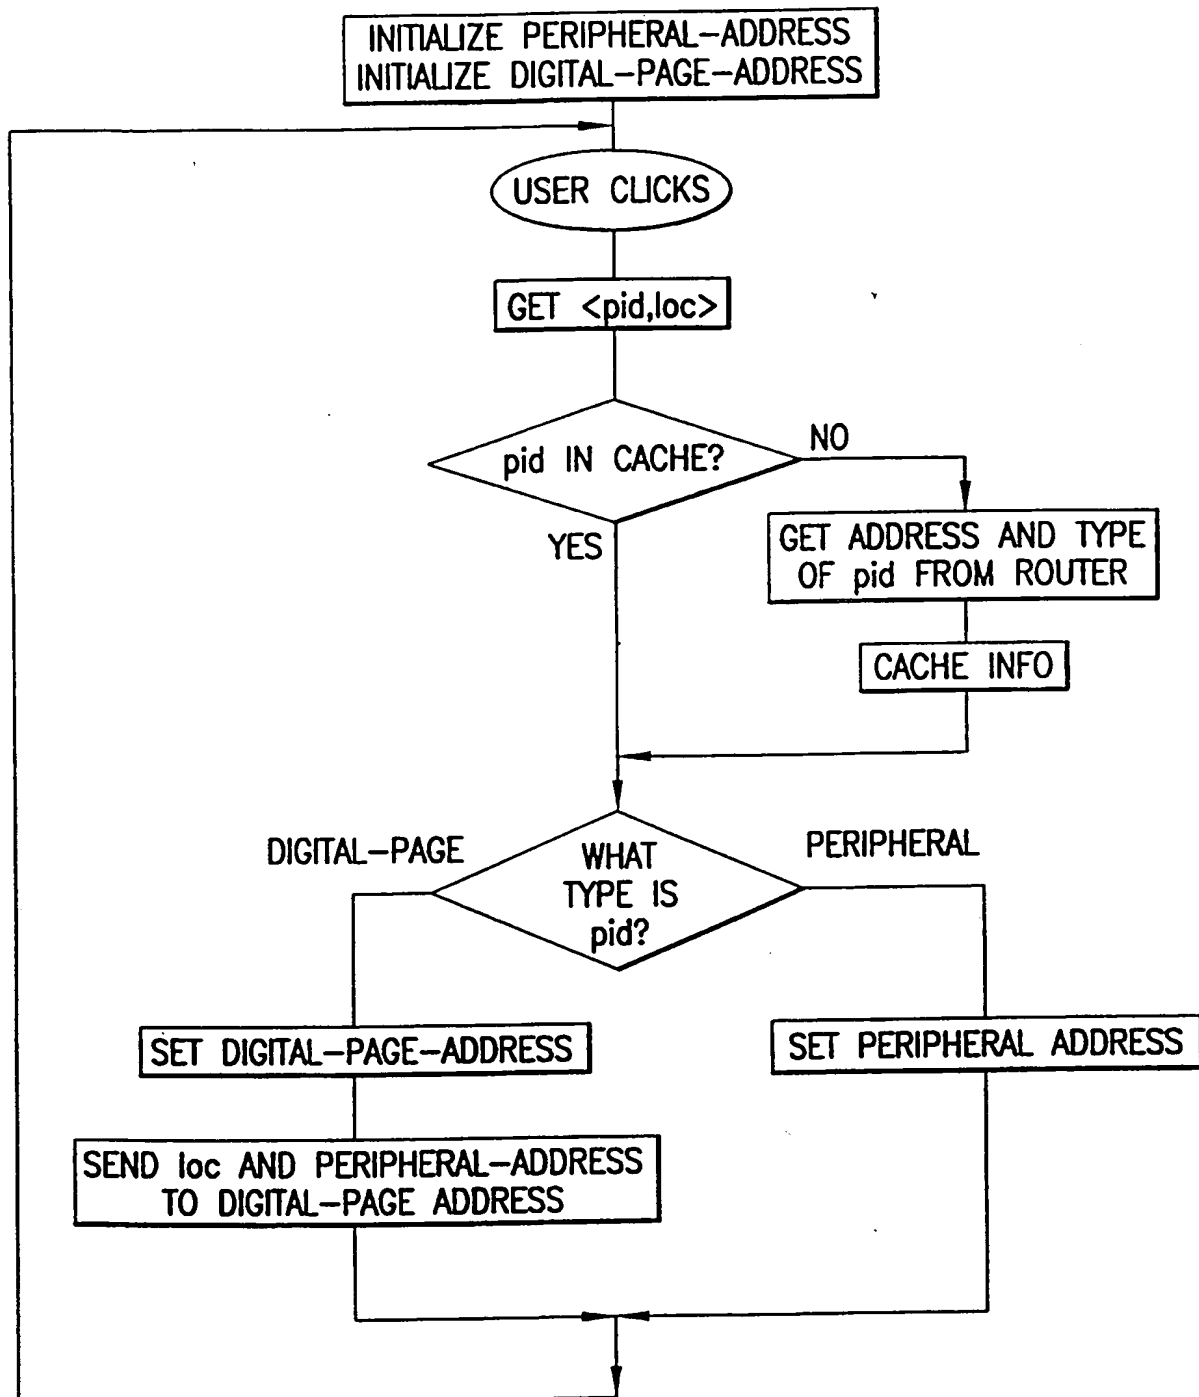 INITIALIZE PERIPHERAL-ADDRESS
INITIALIZE DIGITAL-PAGE-ADDRESS
USER CLICKS
GET <pid,loc>
pid IN CACHE?
NO
YES
GET ADDRESS AND TYPE
OF pid FROM ROUTER
CACHE INFO
DIGITAL-PAGE
WHAT
TYPE IS
pid?
PERIPHERAL
SET DIGITAL-PAGE-ADDRESS
SET PERIPHERAL ADDRESS
SEND loc AND PERIPHERAL-ADDRESS
TO DIGITAL-PAGE ADDRESS